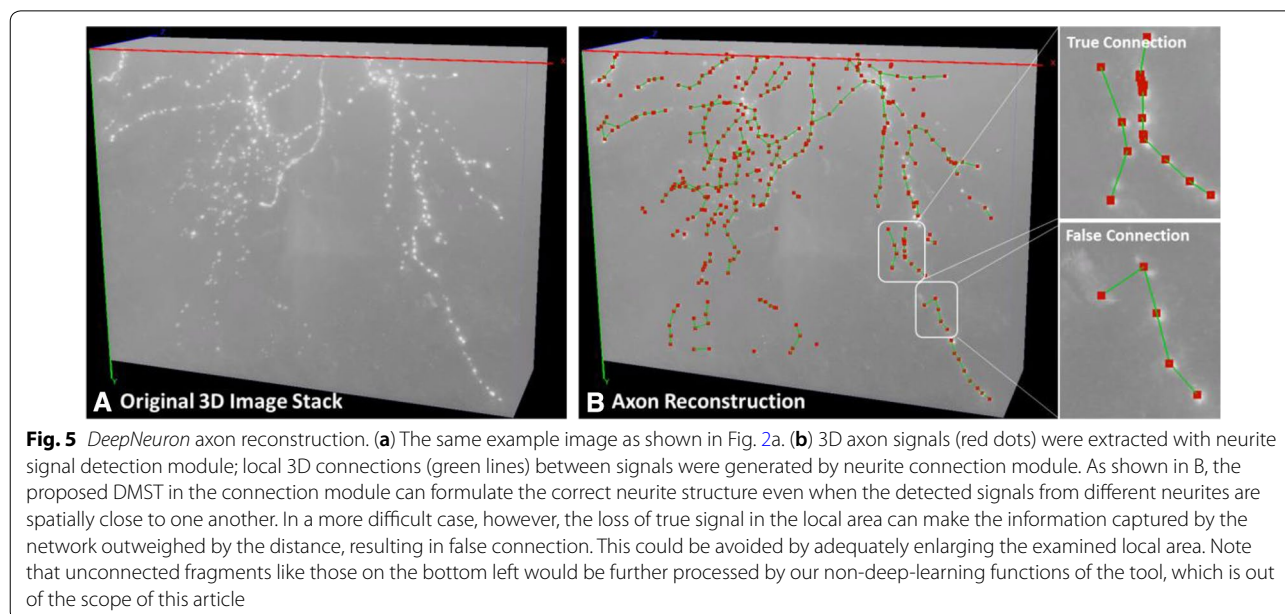 Z
X
Y
A Original 3D Image Stack
X
B Axon Reconstruction
True Connection
False Connection
Fig. 5 DeepNeuron axon reconstruction. (a) The same example image as shown in Fig. 2a. (b) 3D axon signals (red dots) were extracted with neurite
signal detection module; local 3D connections (green lines) between signals were generated by neurite connection module. As shown in B, the
proposed DMST in the connection module can formulate the correct neurite structure even when the detected signals from different neurites are
spatially close to one another. In a more difficult case, however, the loss of true signal in the local area can make the information captured by the
network outweighed by the distance, resulting in false connection. This could be avoided by adequately enlarging the examined local area. Note
that unconnected fragments like those on the bottom left would be further processed by our non-deep-learning functions of the tool, which is out
of the scope of this article